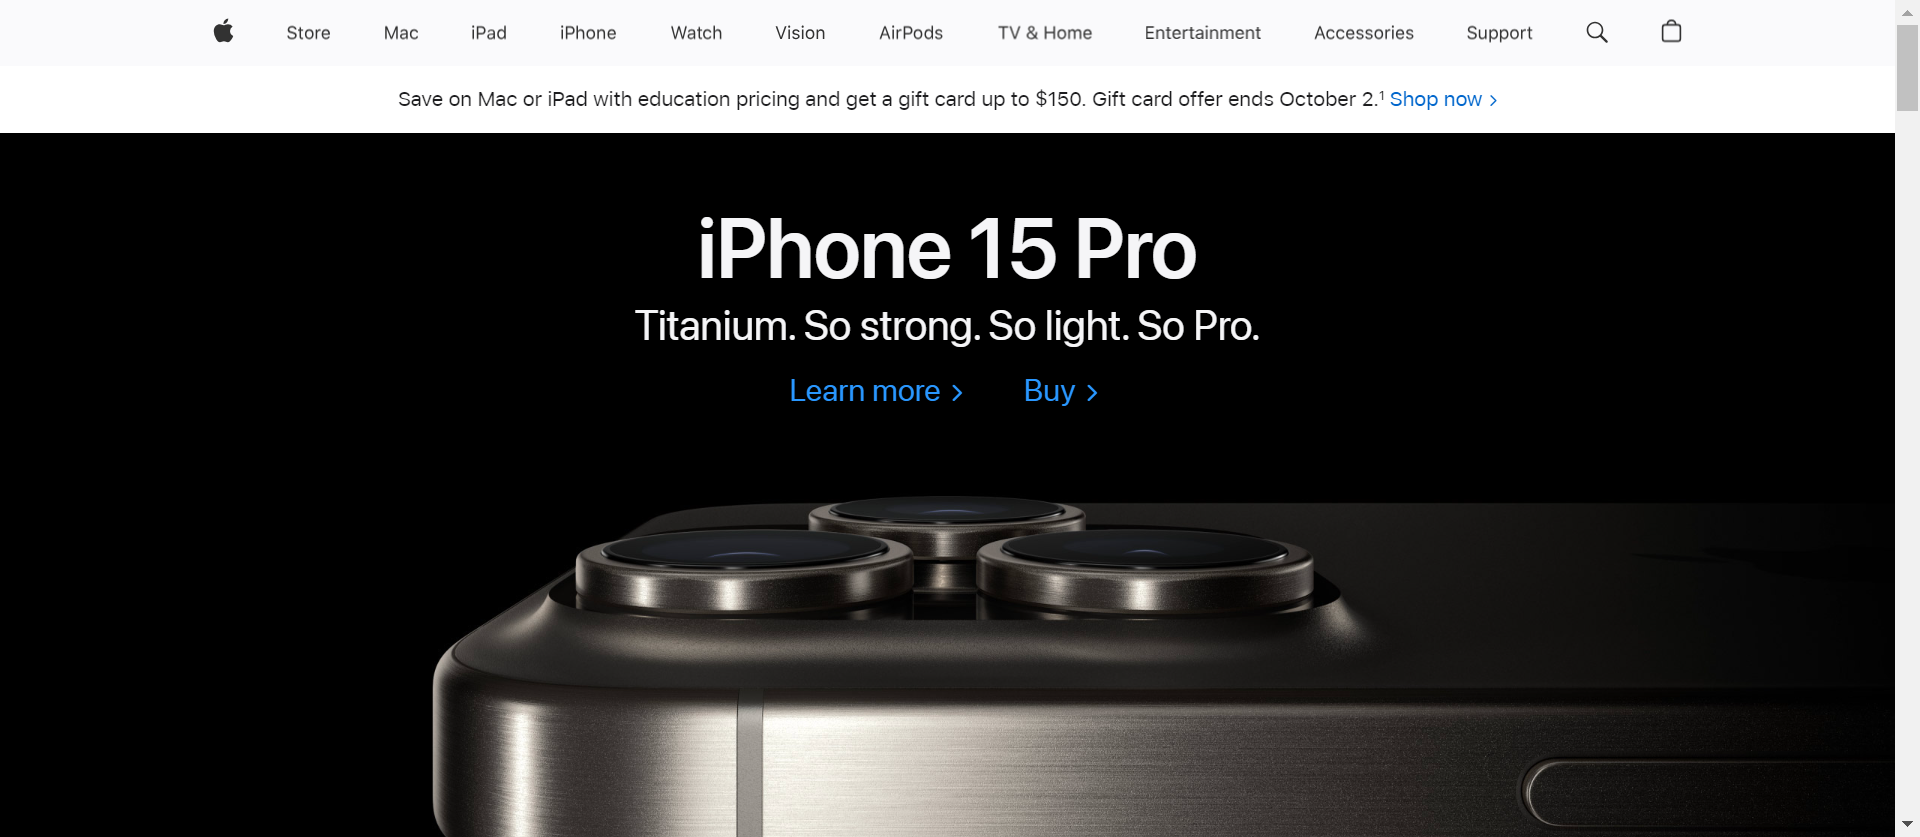 Store Mac iPad iPhone Watch Vision AirPods TV & Home Entertainment Accessories Support
Save on Mac or iPad with education pricing and get a gift card up to $150. Gift card offer ends October 2.¹ Shop now >
iPhone 15 Pro
Titanium. So strong. So light. So Pro.
Learn more > Buy >